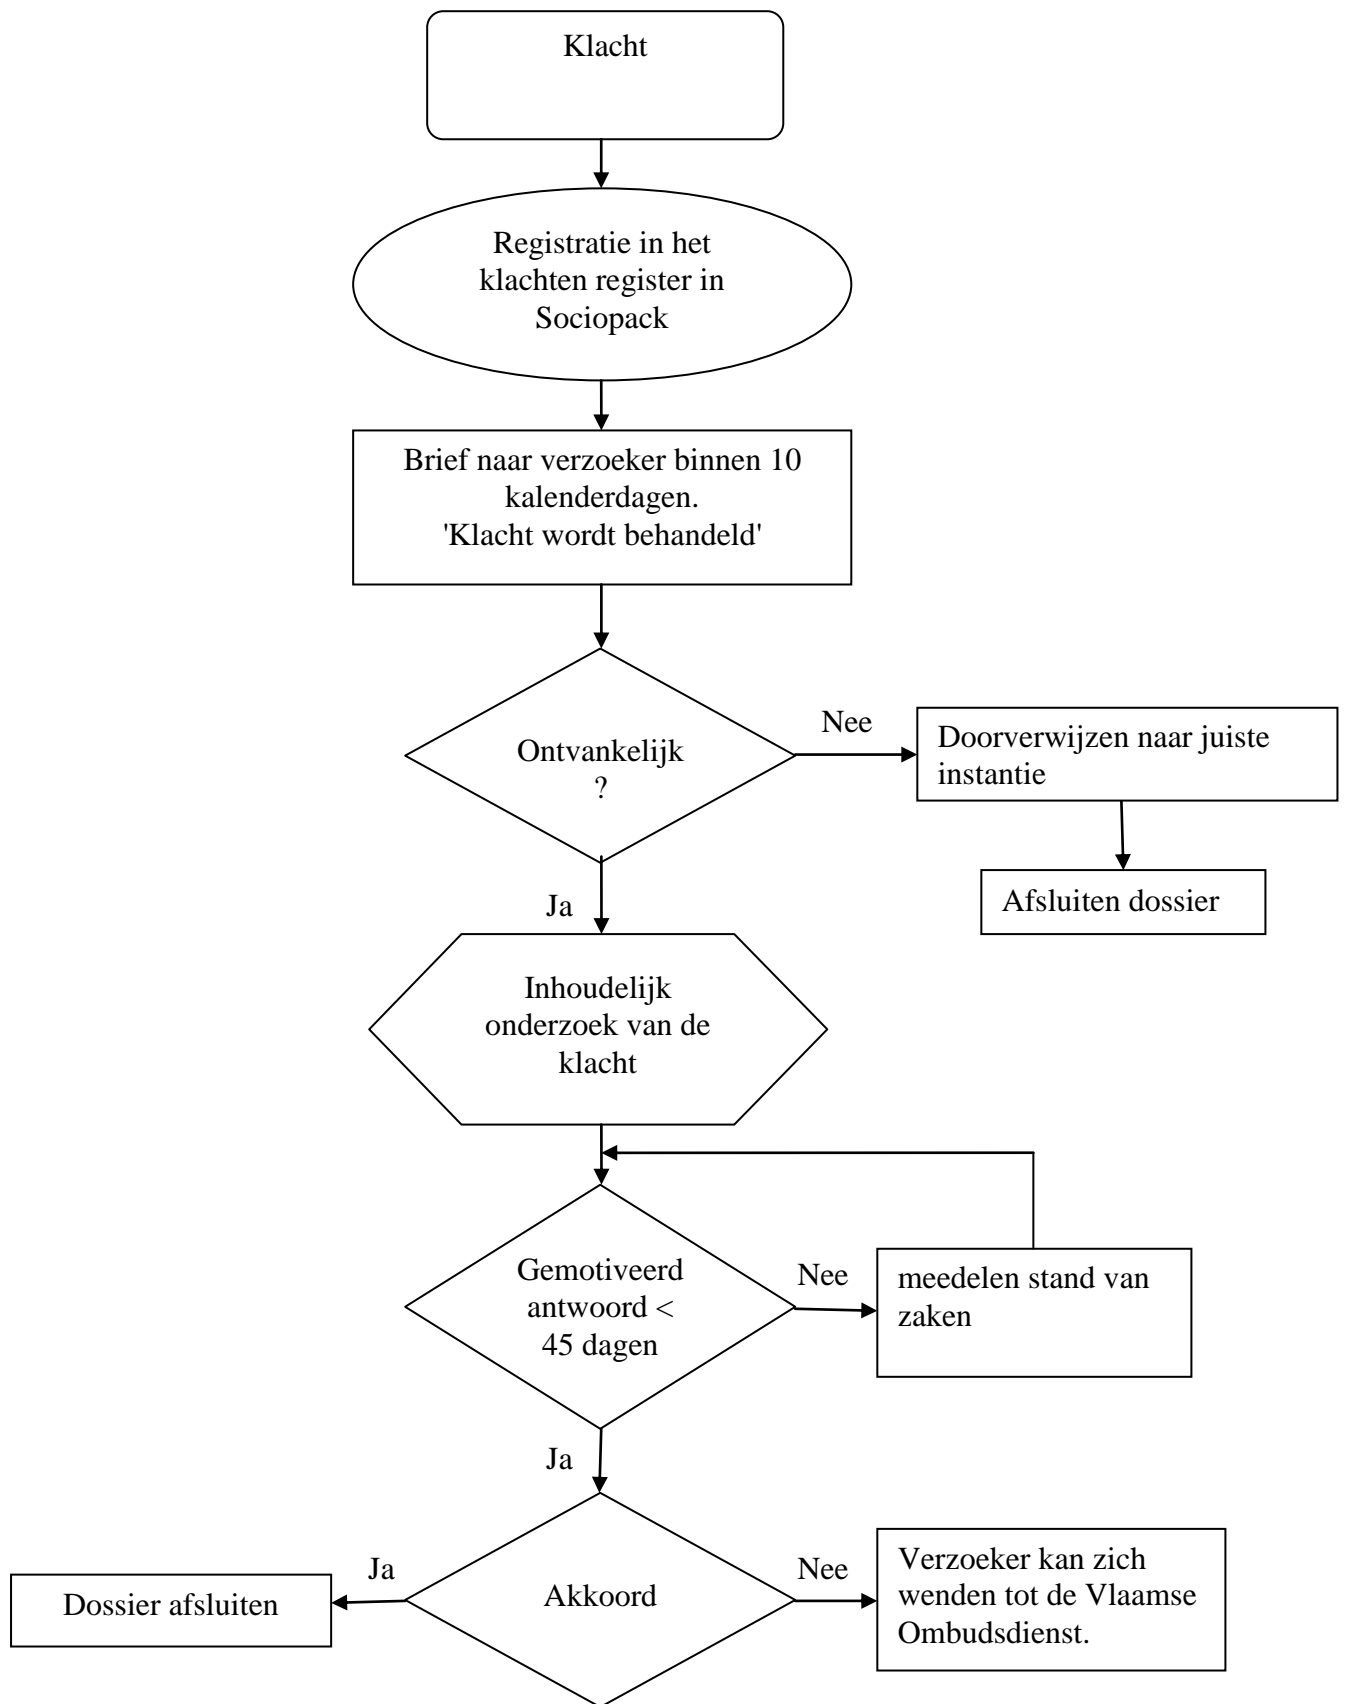 Klacht
Registratie in het
klachten register in
Sociopack
Brief naar verzoeker binnen 10
kalenderdagen.
'Klacht wordt behandeld'
Ontvankelijk
?
Nee
Doorverwijzen naar juiste
instantie
Afsluiten dossier
Ja
Inhoudelijk
onderzoek van de
klacht
Gemotiveerd
antwoord <
45 dagen
Nee
meedelen stand van
zaken
Ja
Akkoord
Ja
Dossier afsluiten
Nee
Verzoeker kan zich
wenden tot de Vlaamse
Ombudsdienst.